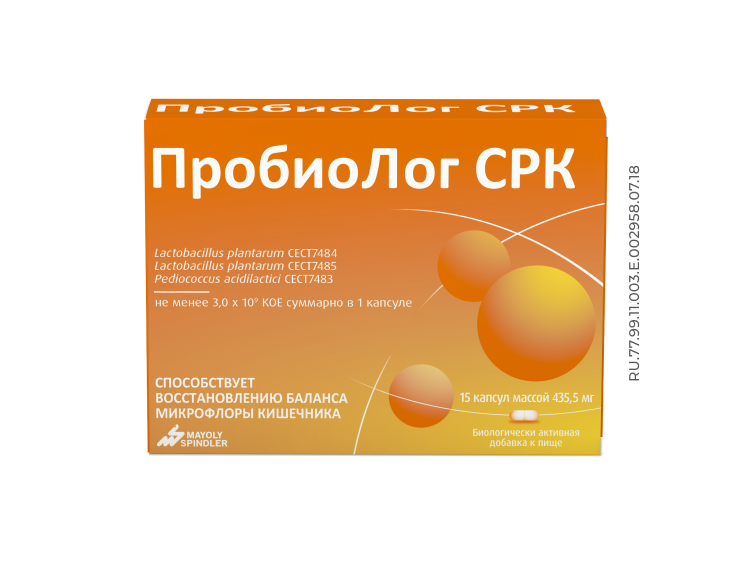 ПробиоЛог СРК
ПробиоЛог СРК
Lactobacillus plantarum CECT7484
Lactobacillus plantarum CECT7485
Pediococcus acidilactici CECT7483
не менее 3,0 х 10⁹ КОЕ суммарно в 1 капсуле
СПОСОБСТВУЕТ
ВОССТАНОВЛЕНИЮ БАЛАНСА
МИКРОФЛОРЫ КИШЕЧНИКА
MAYOLY
SPINDLER
15 капсул массой 435,5 мг
Биологически активная
добавка к пище
RU.77.99.11.003.E.002958.07.18